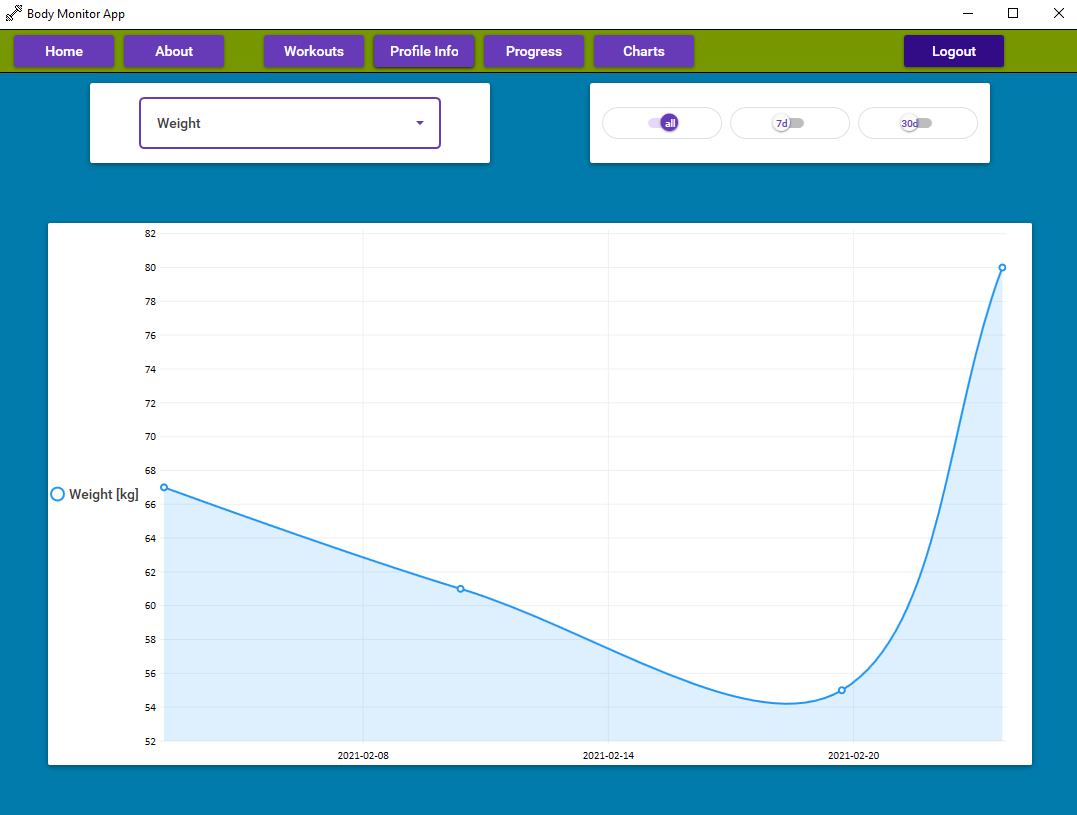 Body Monitor App
Home About Workouts Profile Info Progress Charts Logout
Weight
all 7d 30d
82
80
78
76
74
72
70
68
Weight [kg]
66
64
62
60
58
56
54
52
2021-02-08 2021-02-14 2021-02-20